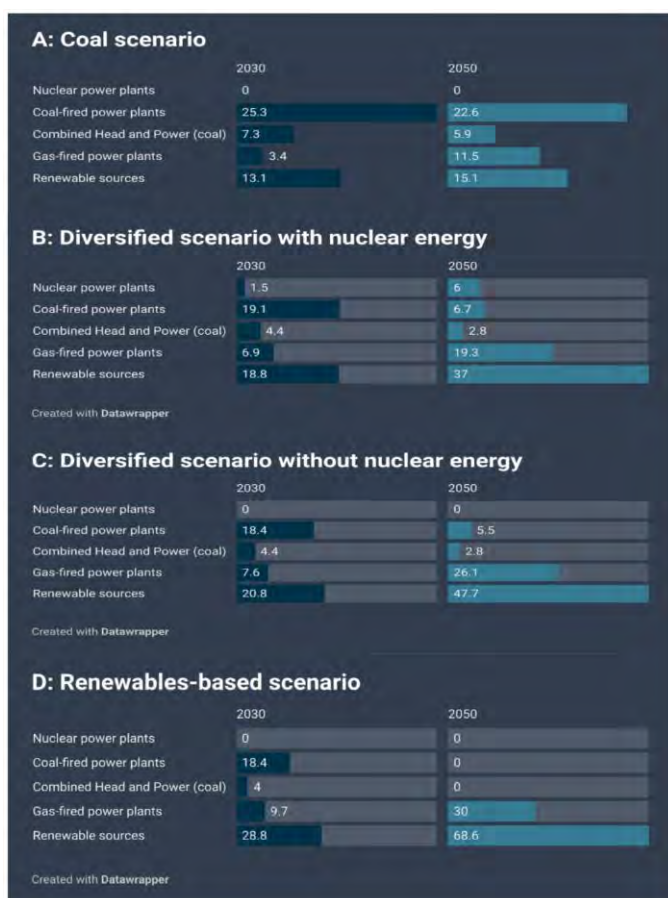 A: Coal scenario
2030 2050
Nuclear power plants 0 0
Coal-fired power plants 25.3 22.6
Combined Head and Power (coal) 7.3 5.9
Gas-fired power plants 3.4 11.5
Renewable sources 13.1 15.1
B: Diversified scenario with nuclear energy
2030 2050
Nuclear power plants 1.5 6
Coal-fired power plants 19.1 6.7
Combined Head and Power (coal) 4.4 2.8
Gas-fired power plants 6.9 19.3
Renewable sources 18.8 37
Created with Datawrapper
C: Diversified scenario without nuclear energy
2030 2050
Nuclear power plants 0 0
Coal-fired power plants 18.4 5.5
Combined Head and Power (coal) 4.4 2.8
Gas-fired power plants 7.6 26.1
Renewable sources 20.8 47.7
Created with Datawrapper
D: Renewables-based scenario
2030 2050
Nuclear power plants 0 0
Coal-fired power plants 18.4 0
Combined Head and Power (coal) 4 0
Gas-fired power plants 9.7 30
Renewable sources 28.8 68.6
Created with Datawrapper